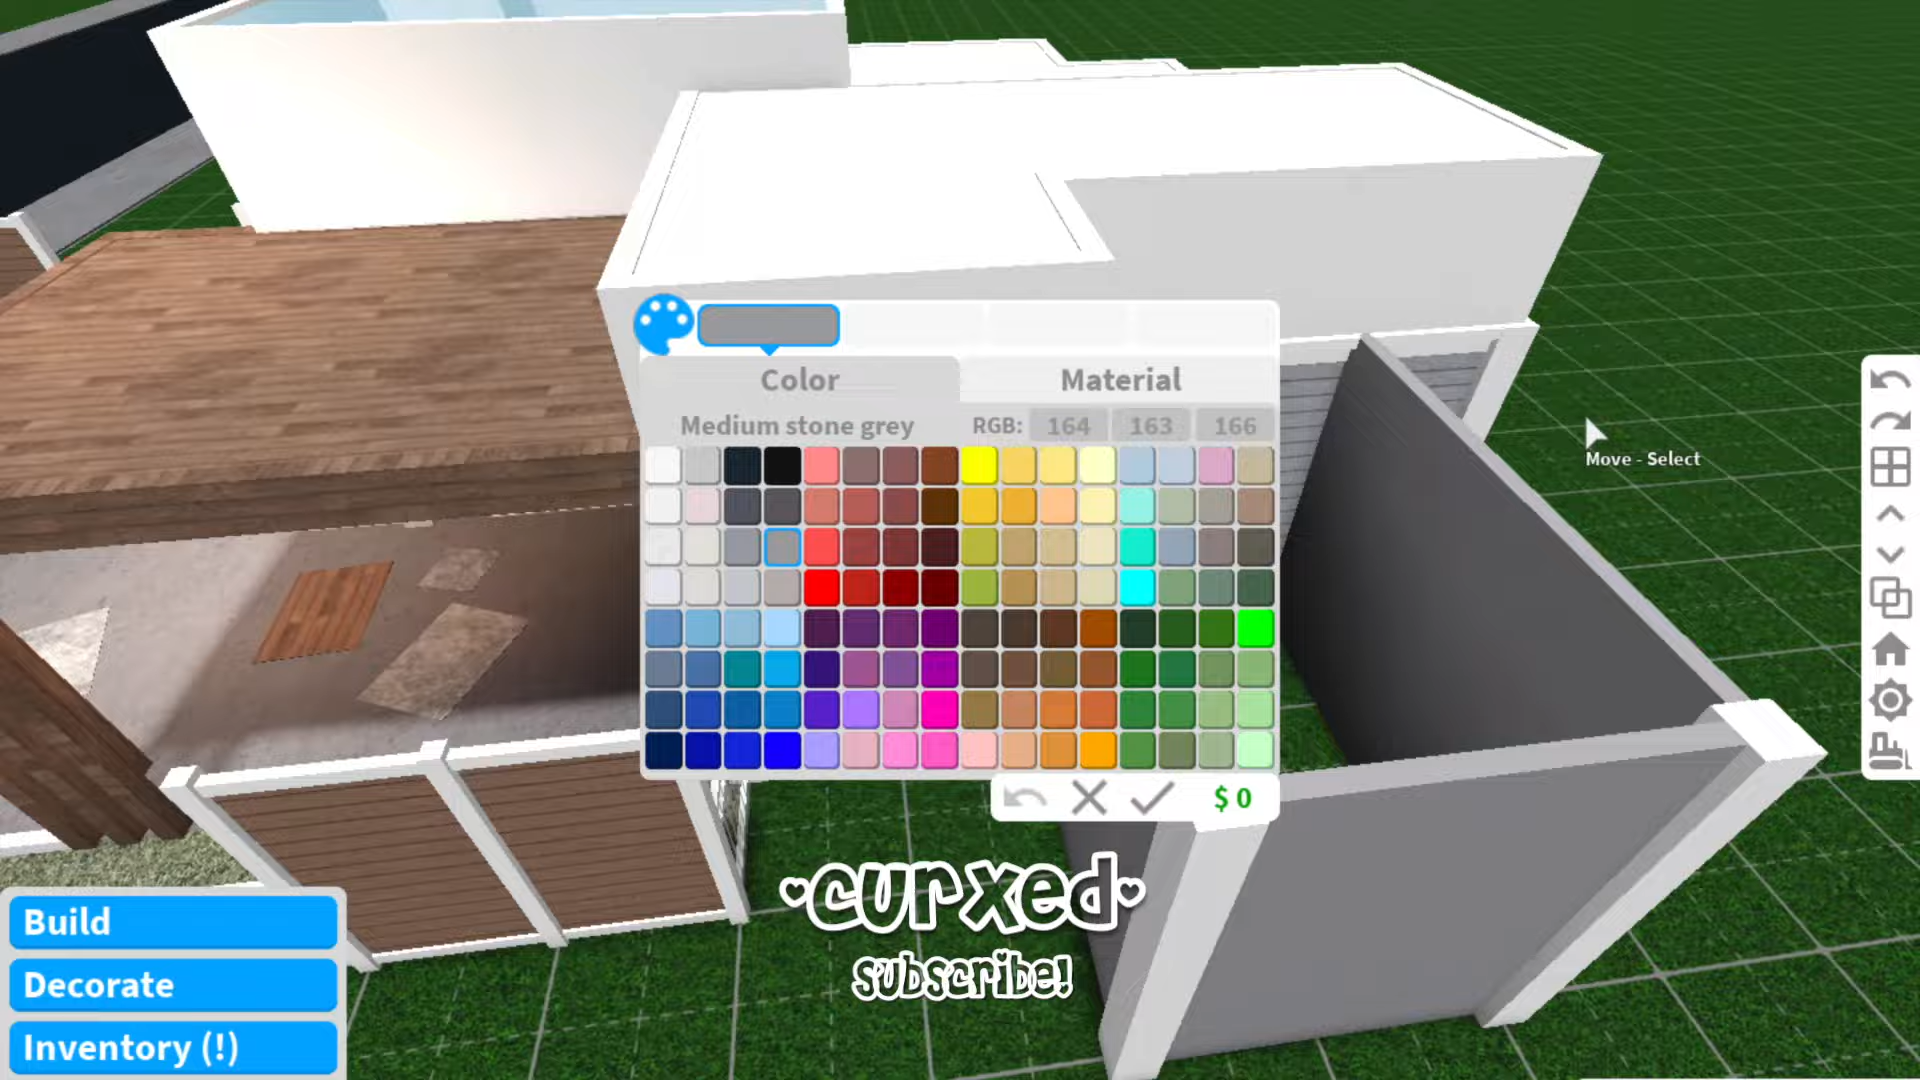 Color
Material
Medium stone grey
RGB: 164 163 166
Move - Select
$ 0
curxed
subscribe!
Build
Decorate
Inventory (!)